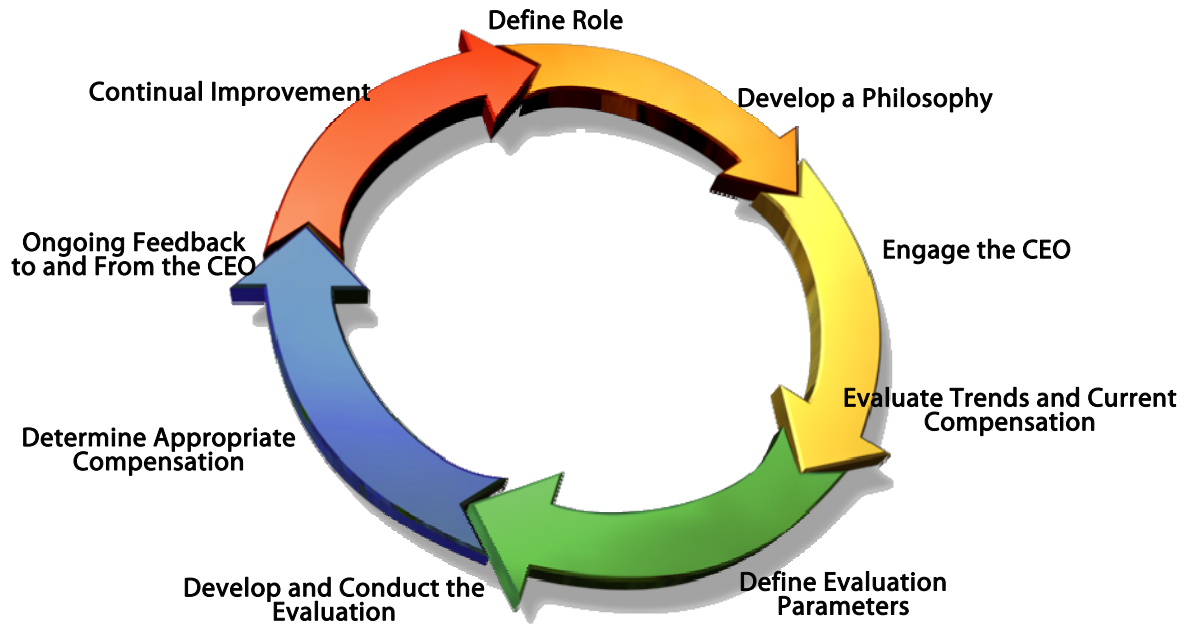 Define Role
Develop a Philosophy
Engage the CEO
Evaluate Trends and Current
Compensation
Define Evaluation
Parameters
Develop and Conduct the
Evaluation
Determine Appropriate
Compensation
Ongoing Feedback
to and From the CEO
Continual Improvement